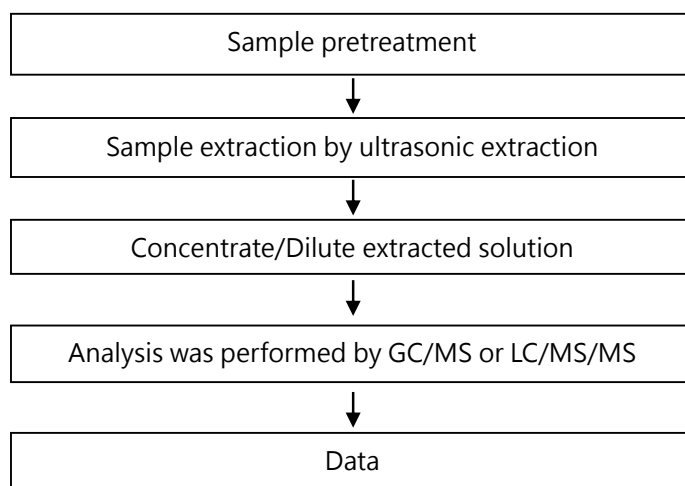 Sample pretreatment
Sample extraction by ultrasonic extraction
Concentrate/Dilute extracted solution
Analysis was performed by GC/MS or LC/MS/MS
Data